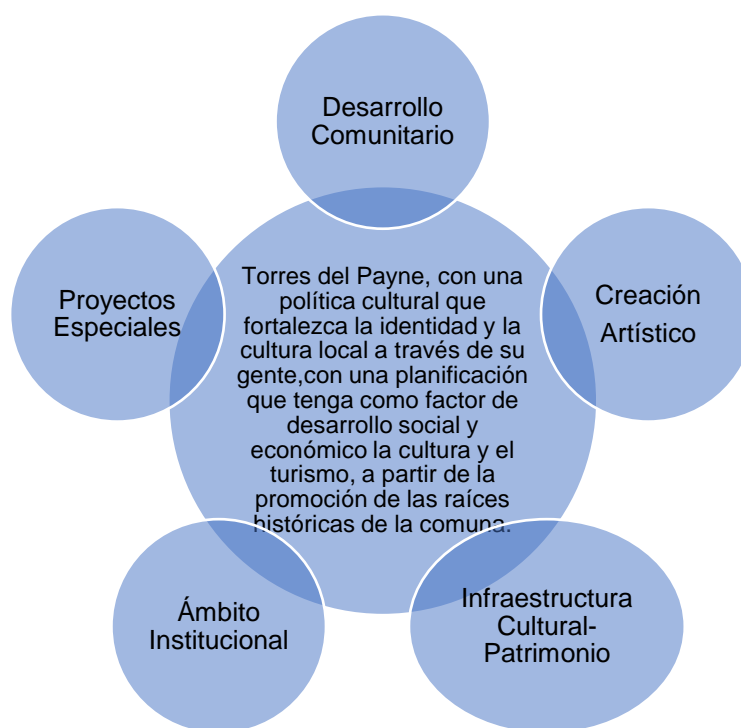 Desarrollo
Comunitario
Proyectos
Especiales
Torres del Payne, con una
política cultural que
fortalezca la identidad y la
cultura local a través de su
gente,con una planificación
que tenga como factor de
desarrollo social y
económico la cultura y el
turismo, a partir de la
promoción de las raíces
históricas de la comuna.
Creación
Artístico
Ámbito
Institucional
Infraestructura
Cultural-
Patrimonio